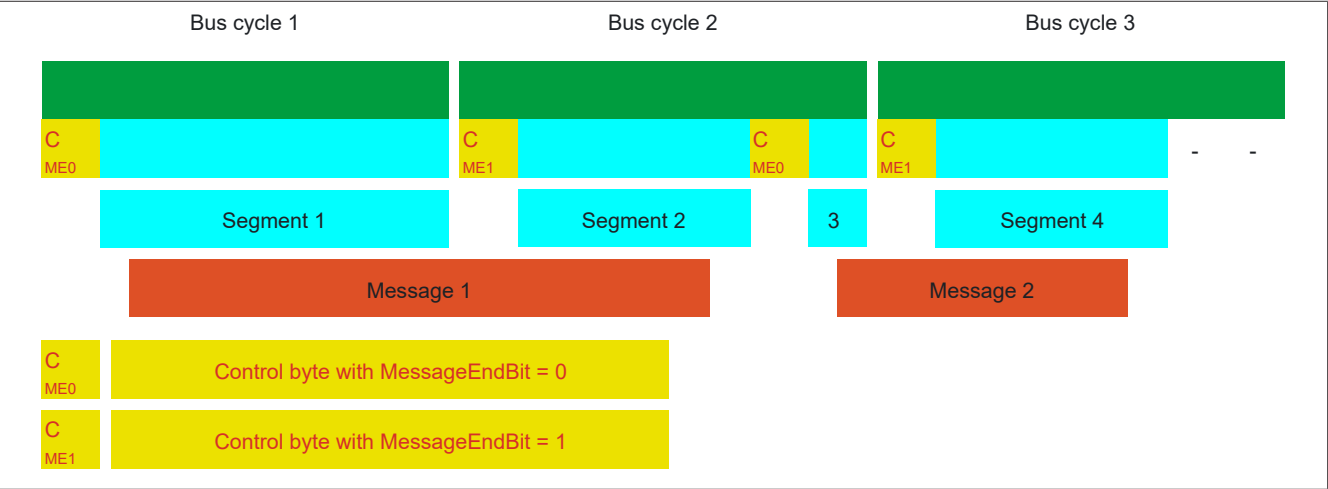 Bus cycle 1 Bus cycle 2 Bus cycle 3
C C C C
ME0 ME1 ME0 ME1 - -
Segment 1 Segment 2 3 Segment 4
Message 1 Message 2
C
ME0 Control byte with MessageEndBit = 0
C
ME1 Control byte with MessageEndBit = 1